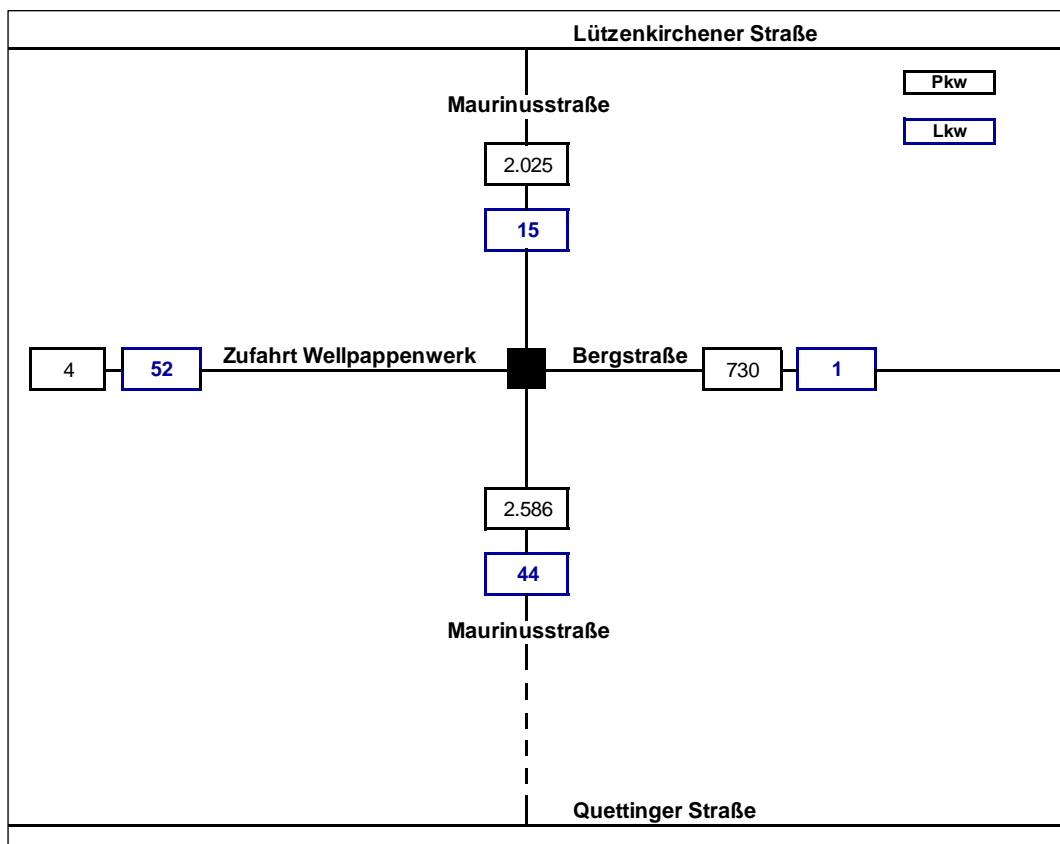 Lützenkirchener Straße
Pkw
Maurinusstraße
Lkw
2.025
15
4
52
Zufahrt Wellpappenwerk
Bergstraße
730
1
2.586
44
Maurinusstraße
Quettinger Straße